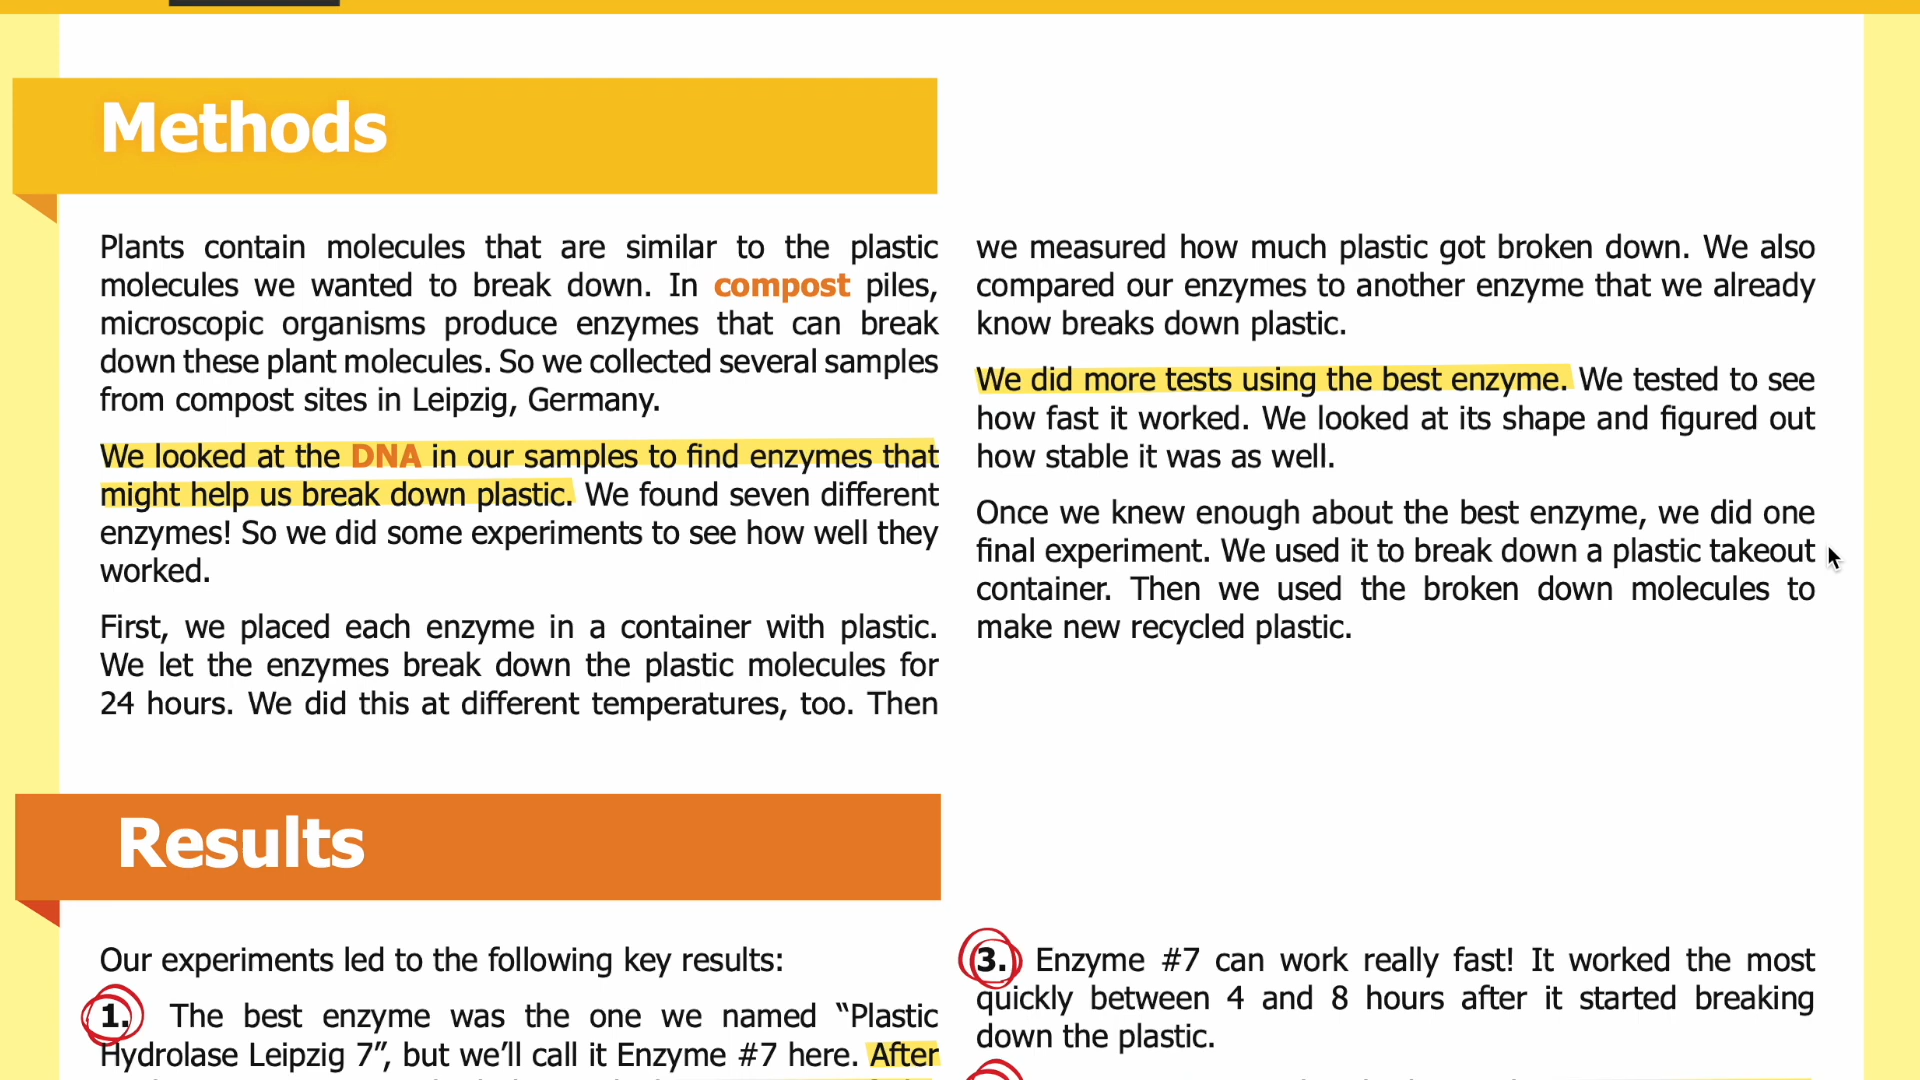 Methods
Plants contain molecules that are similar to the plastic
molecules we wanted to break down. In compost piles,
microscopic organisms produce enzymes that can break
down these plant molecules. So we collected several samples
from compost sites in Leipzig, Germany.
We looked at the DNA in our samples to find enzymes that
might help us break down plastic. We found seven different
enzymes! So we did some experiments to see how well they
worked.
First, we placed each enzyme in a container with plastic.
We let the enzymes break down the plastic molecules for
24 hours. We did this at different temperatures, too. Then
we measured how much plastic got broken down. We also
compared our enzymes to another enzyme that we already
know breaks down plastic.
We did more tests using the best enzyme. We tested to see
how fast it worked. We looked at its shape and figured out
how stable it was as well.
Once we knew enough about the best enzyme, we did one
final experiment. We used it to break down a plastic takeout
container. Then we used the broken down molecules to
make new recycled plastic.
Results
Our experiments led to the following key results:
1. The best enzyme was the one we named “Plastic
Hydrolase Leipzig 7”, but we’ll call it Enzyme #7 here. After
3. Enzyme #7 can work really fast! It worked the most
quickly between 4 and 8 hours after it started breaking
down the plastic.